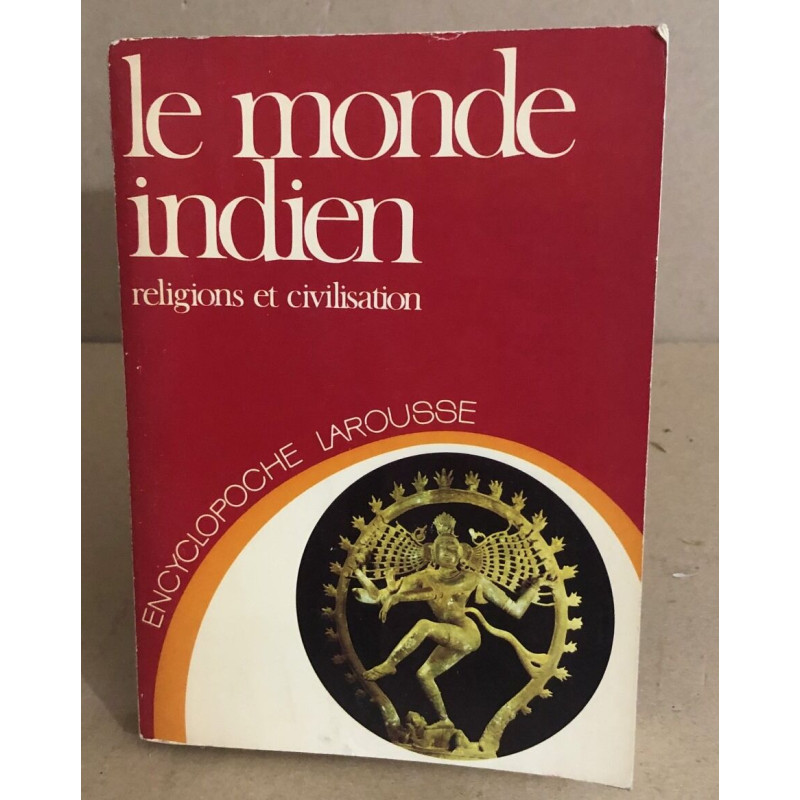 le monde
indien
religions et civilisation
ENCYCLOPOCHE LAROUSSE